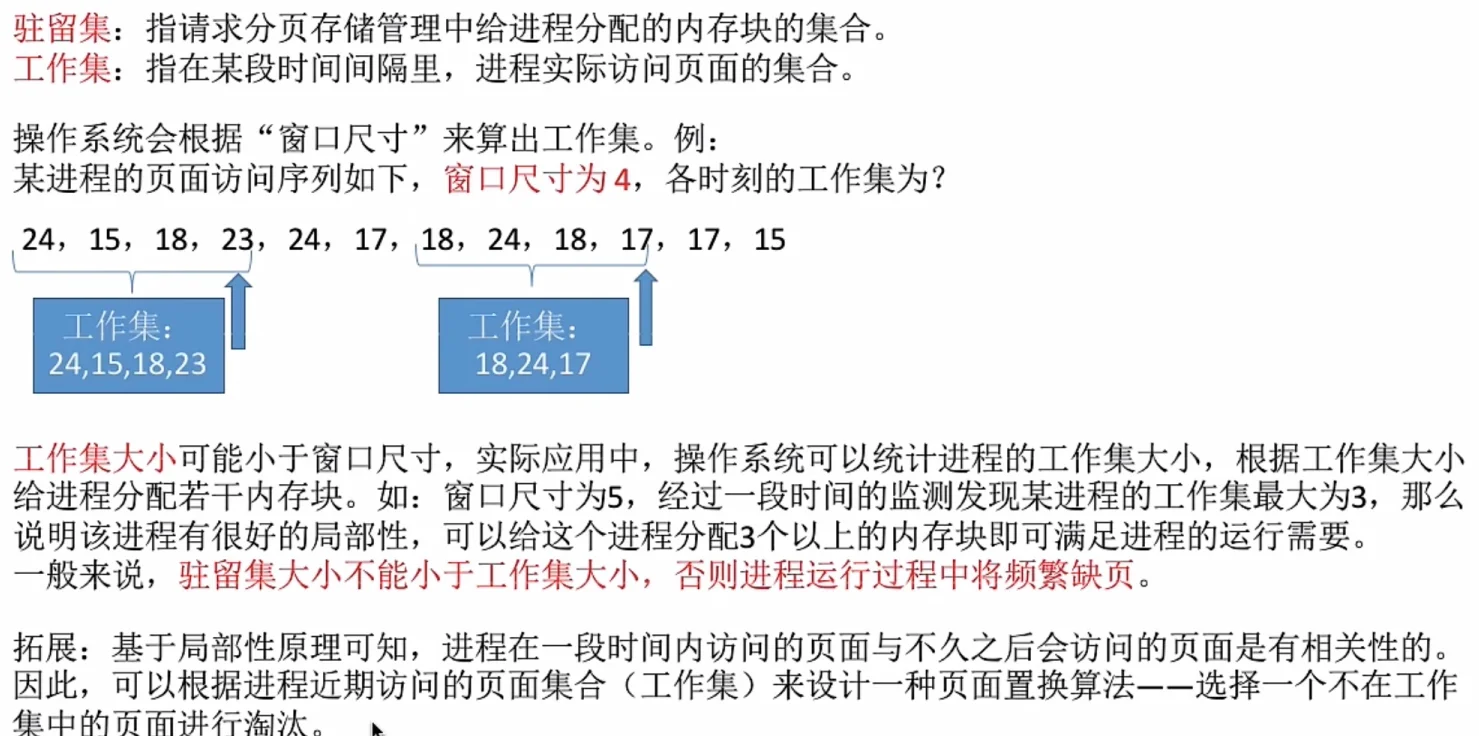 驻留集：指请求分页存储管理中给进程分配的内存块的集合。
工作集：指在某段时间间隔里，进程实际访问页面的集合。
操作系统会根据“窗口尺寸”来算出工作集。例：
某进程的页面访问序列如下，窗口尺寸为 4，各时刻的工作集为？
24，15，18，23，24，17，18，24，18，17，17，15
工作集：
24,15,18,23
工作集：
18,24,17
工作集大小可能小于窗口尺寸，实际应用中，操作系统可以统计进程的工作集大小，根据工作集大小
给进程分配若干内存块。如：窗口尺寸为5，经过一段时间的监测发现某进程的工作集最大为3，那么
说明该进程有很好的局部性，可以给这个进程分配3个以上的内存块即可满足进程的运行需要。
一般来说，驻留集大小不能小于工作集大小，否则进程运行过程中将频繁缺页。
拓展：基于局部性原理可知，进程在一段时间内访问的页面与不久之后会访问的页面是有相关性的。
因此，可以根据进程近期访问的页面集合（工作集）来设计一种页面置换算法——选择一个不在工作
集中的页面进行淘汰。